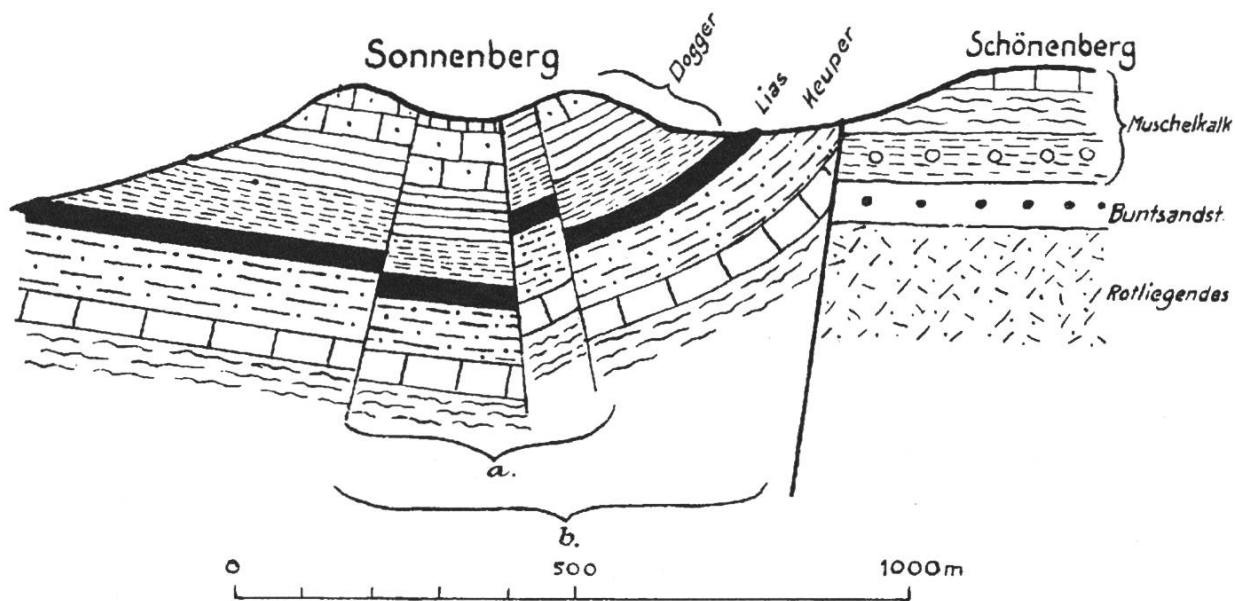 Sonnenberg
Dogger
Lias
Keuper
Schönenberg
Muschelkalk
Buntsandst.
Rotliegendes
a.
b.
0 500 1000m